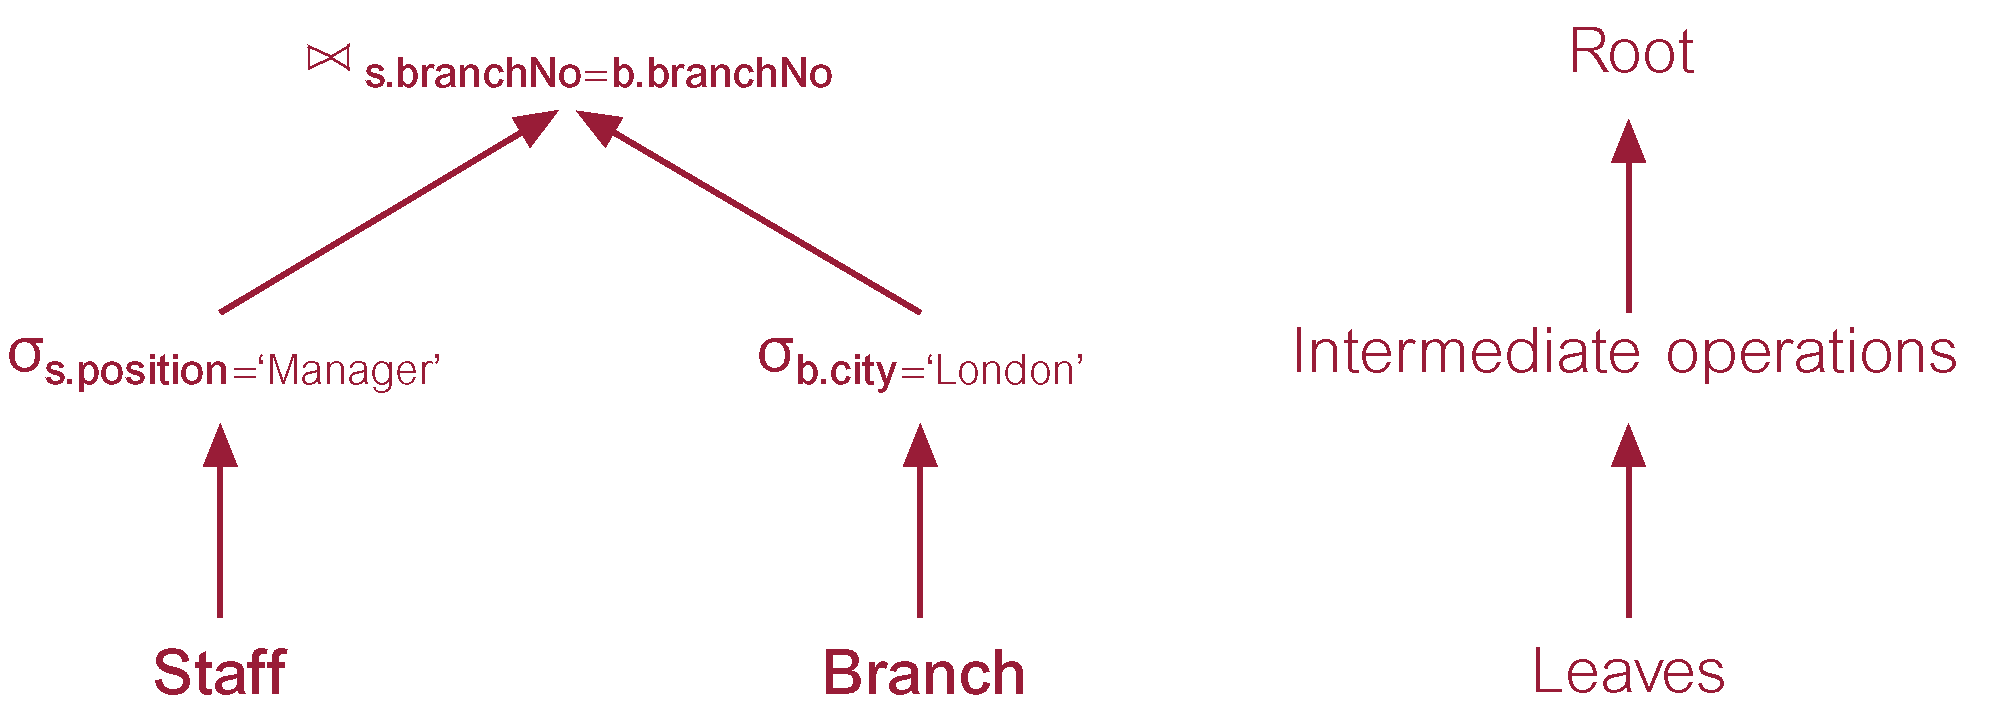 ⋈ s.branchNo=b.branchNo
Root
σs.position=‘Manager’
σb.city=‘London’
Intermediate operations
Staff
Branch
Leaves